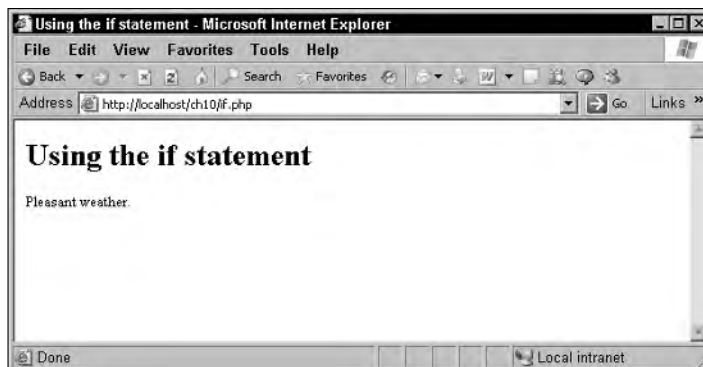 Using the if statement - Microsoft Internet Explorer
File Edit View Favorites Tools Help
Back Search Favorites
Address http://localhost/ch10/if.php Go Links »
Using the if statement
Pleasant weather.
Done Local intranet